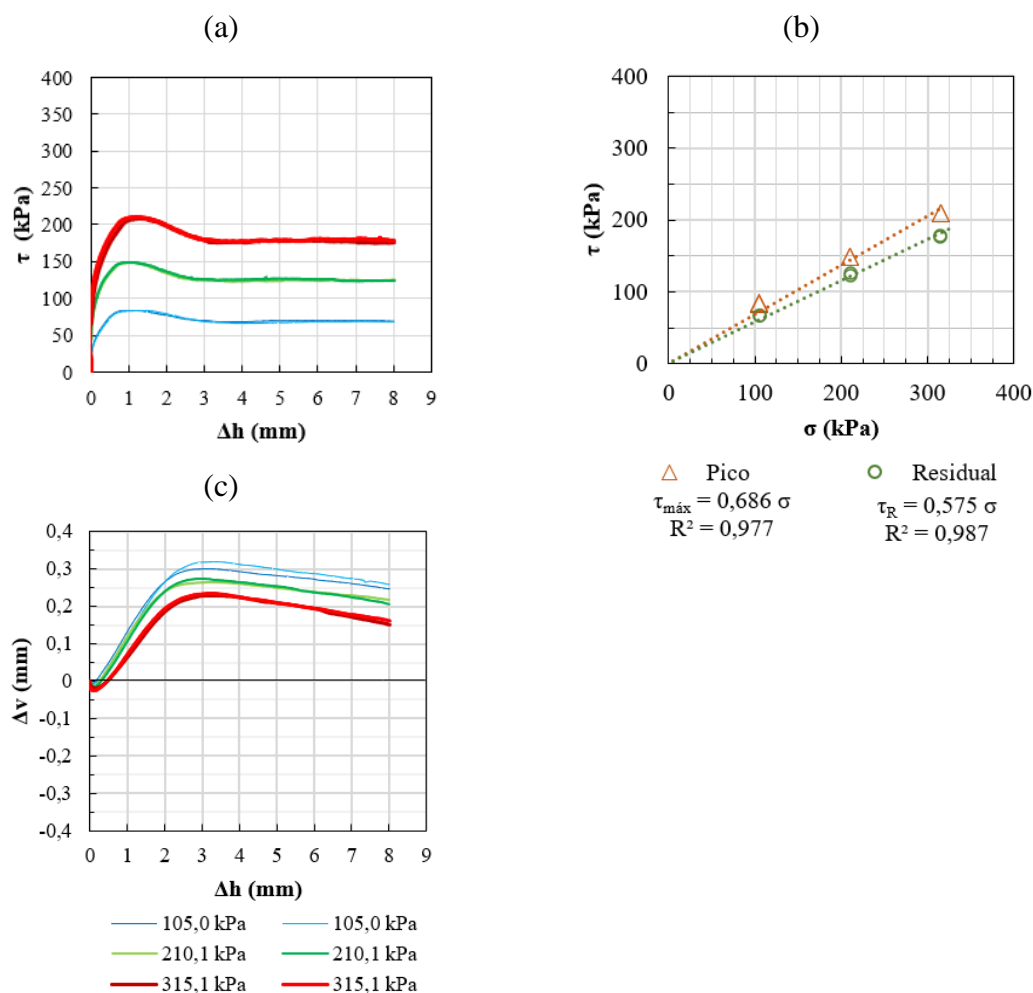 (a)
400
350
300
250
200
150
100
50
0
τ (kPa)
0 1 2 3 4 5 6 7 8 9
Δh (mm)
(b)
400
300
200
100
0
τ (kPa)
0 100 200 300 400
σ (kPa)
Pico
τmáx = 0,686 σ
R² = 0,977
Residual
τR = 0,575 σ
R² = 0,987
(c)
0,4
0,3
0,2
0,1
0
-0,1
-0,2
-0,3
-0,4
Δv (mm)
0 1 2 3 4 5 6 7 8 9
Δh (mm)
105,0 kPa 105,0 kPa
210,1 kPa 210,1 kPa
315,1 kPa 315,1 kPa